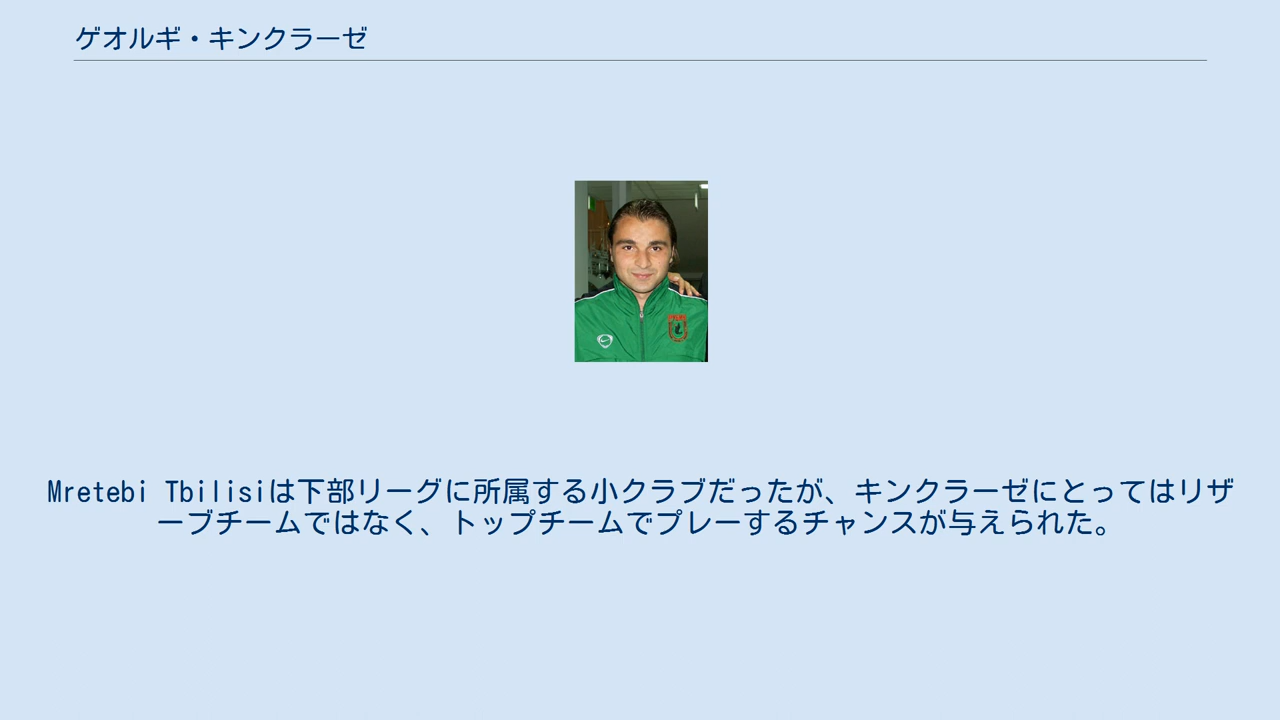 ゲオルギ・キンクラーゼ
Mretebi Tbilisiは下部リーグに所属する小クラブだったが、キンクラーゼにとってはリザ
ーブチームではなく、トップチームでプレーするチャンスが与えられた。